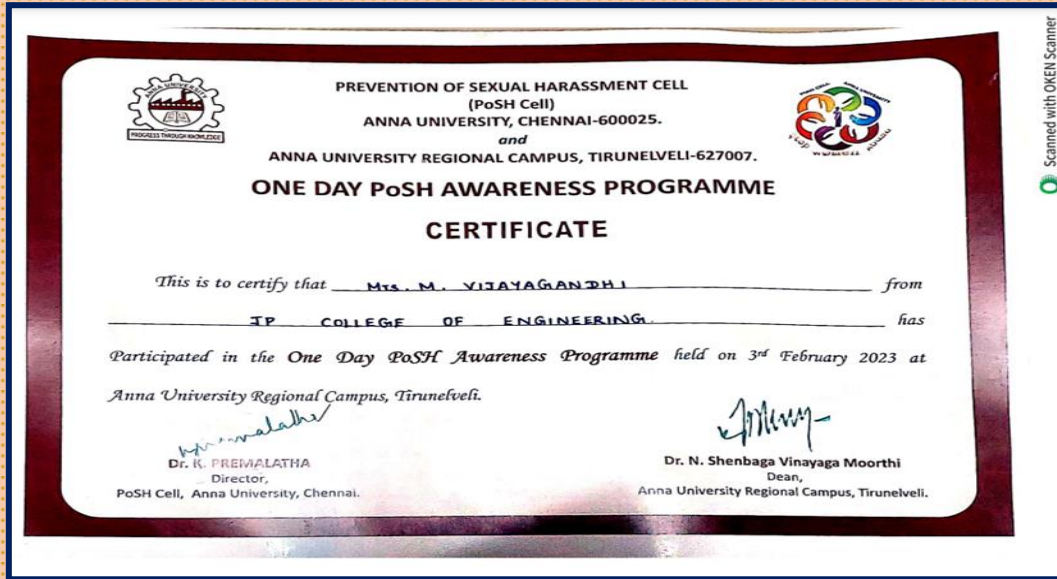 PREVENTION OF SEXUAL HARASSMENT CELL
(PoSH Cell)
ANNA UNIVERSITY, CHENNAI-600025.
and
ANNA UNIVERSITY REGIONAL CAMPUS, TIRUNELVELI-627007.
ANNA UNIVERSITY
PROGRESS THROUGH KNOWLEDGE
ONE DAY PoSH AWARENESS PROGRAMME
CERTIFICATE
This is to certify that Mrs. M. VIJAYAGANDHI from
JP COLLEGE OF ENGINEERING. has
Participated in the One Day PoSH Awareness Programme held on 3rd February 2023 at
Anna University Regional Campus, Tirunelveli.
Dr. K. PREMALATHA
Director,
PoSH Cell, Anna University, Chennai.
Dr. N. Shenbaga Vinayaga Moorthi
Dean,
Anna University Regional Campus, Tirunelveli.
Scanned with OKEN Scanner